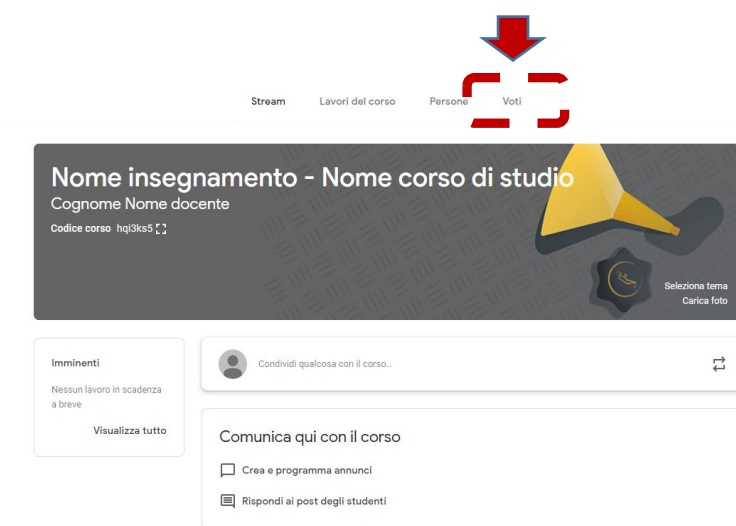 Stream Lavori del corso Persone Voti
Nome insegnamento - Nome corso di studio
Cognome Nome docente
Codice corso hqi3ks5
Seleziona tema
Carica foto
Imminenti
Nessun lavoro in scadenza
a breve
Visualizza tutto
Condividi qualcosa con il corso…
Comunica qui con il corso
Crea e programma annunci
Rispondi ai post degli studenti